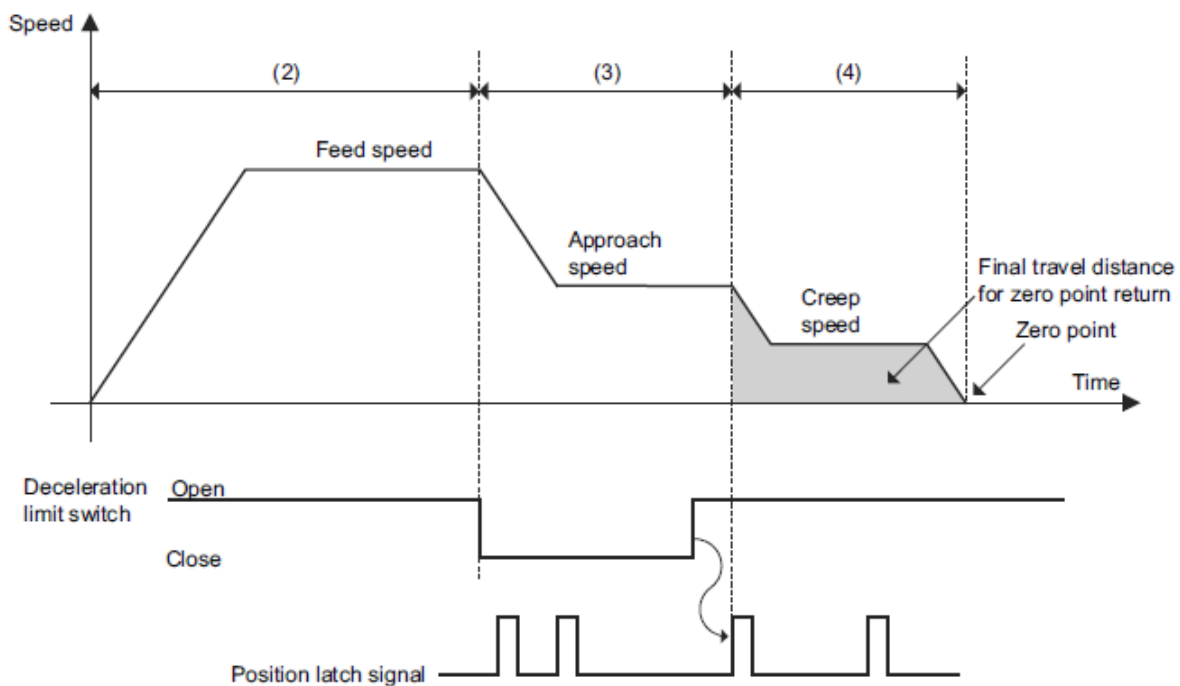 Speed
(2)
(3)
(4)
Feed speed
Approach
speed
Creep
speed
Final travel distance
for zero point return
Zero point
Time
Deceleration
limit switch
Open
Close
Position latch signal